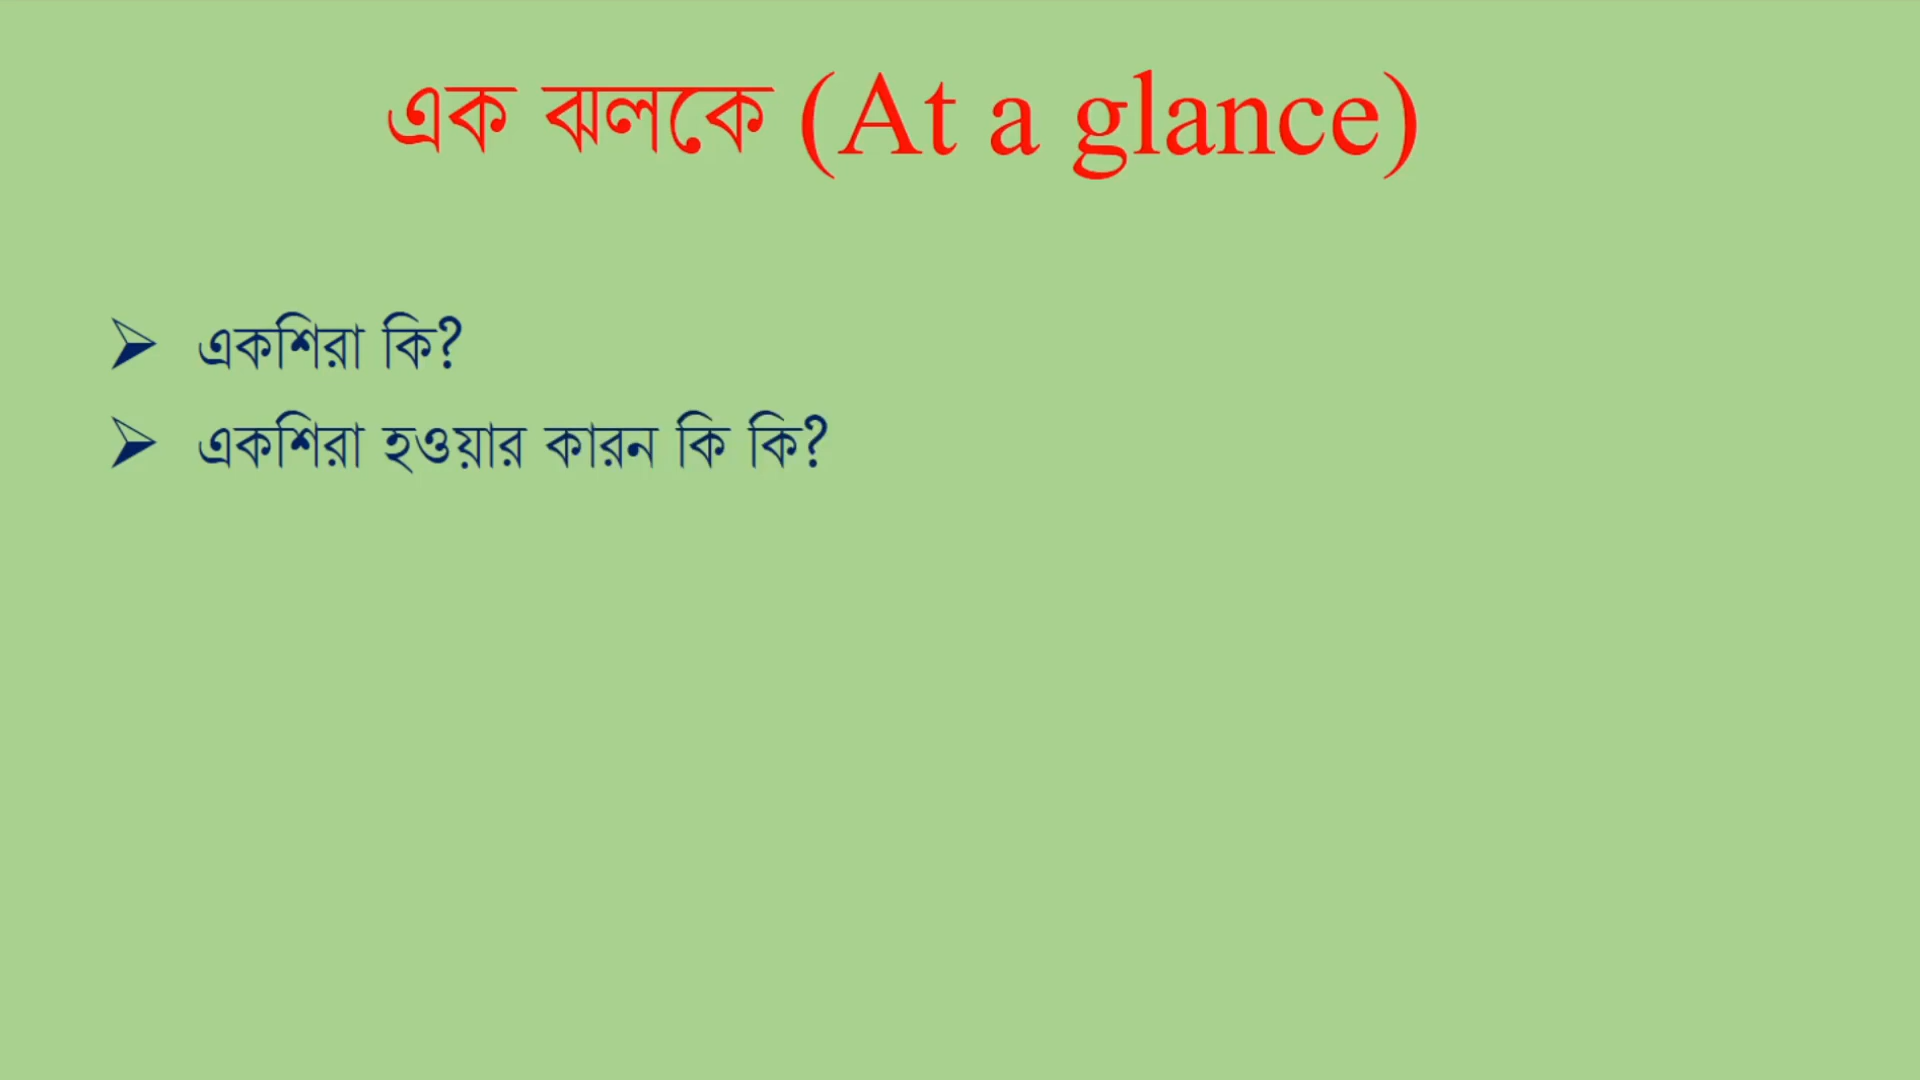 এক ঝলকে (At a glance)
➢ একশিরা কি?
➢ একশিরা হওয়ার কারন কি কি?